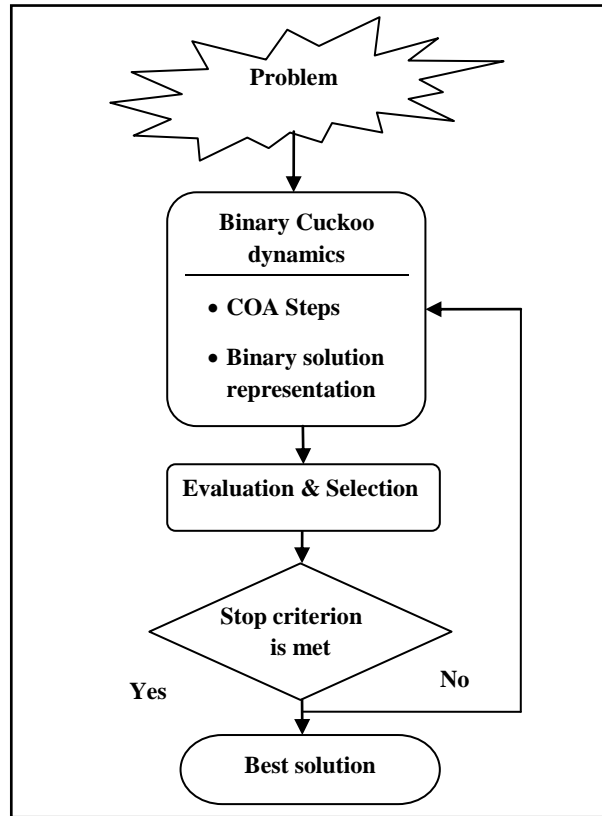 Problem
Binary Cuckoo
dynamics
• COA Steps
• Binary solution
representation
Evaluation & Selection
Stop criterion
is met
Yes
No
Best solution